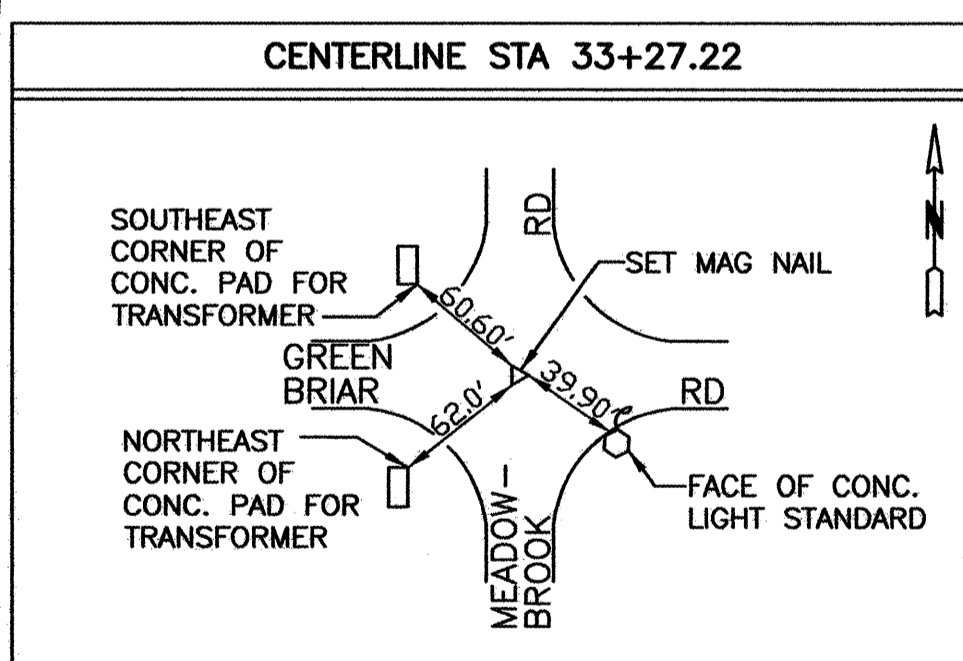 CENTERLINE STA 33+27.22
SOUTHEAST
CORNER OF
CONC. PAD FOR
TRANSFORMER
RD
N
SET MAG NAIL
60.60'
GREEN
BRIAR
39.90'
RD
62.0'
NORTHEAST
CORNER OF
CONC. PAD FOR
TRANSFORMER
MEADOW-
BROOK
FACE OF CONC.
LIGHT STANDARD